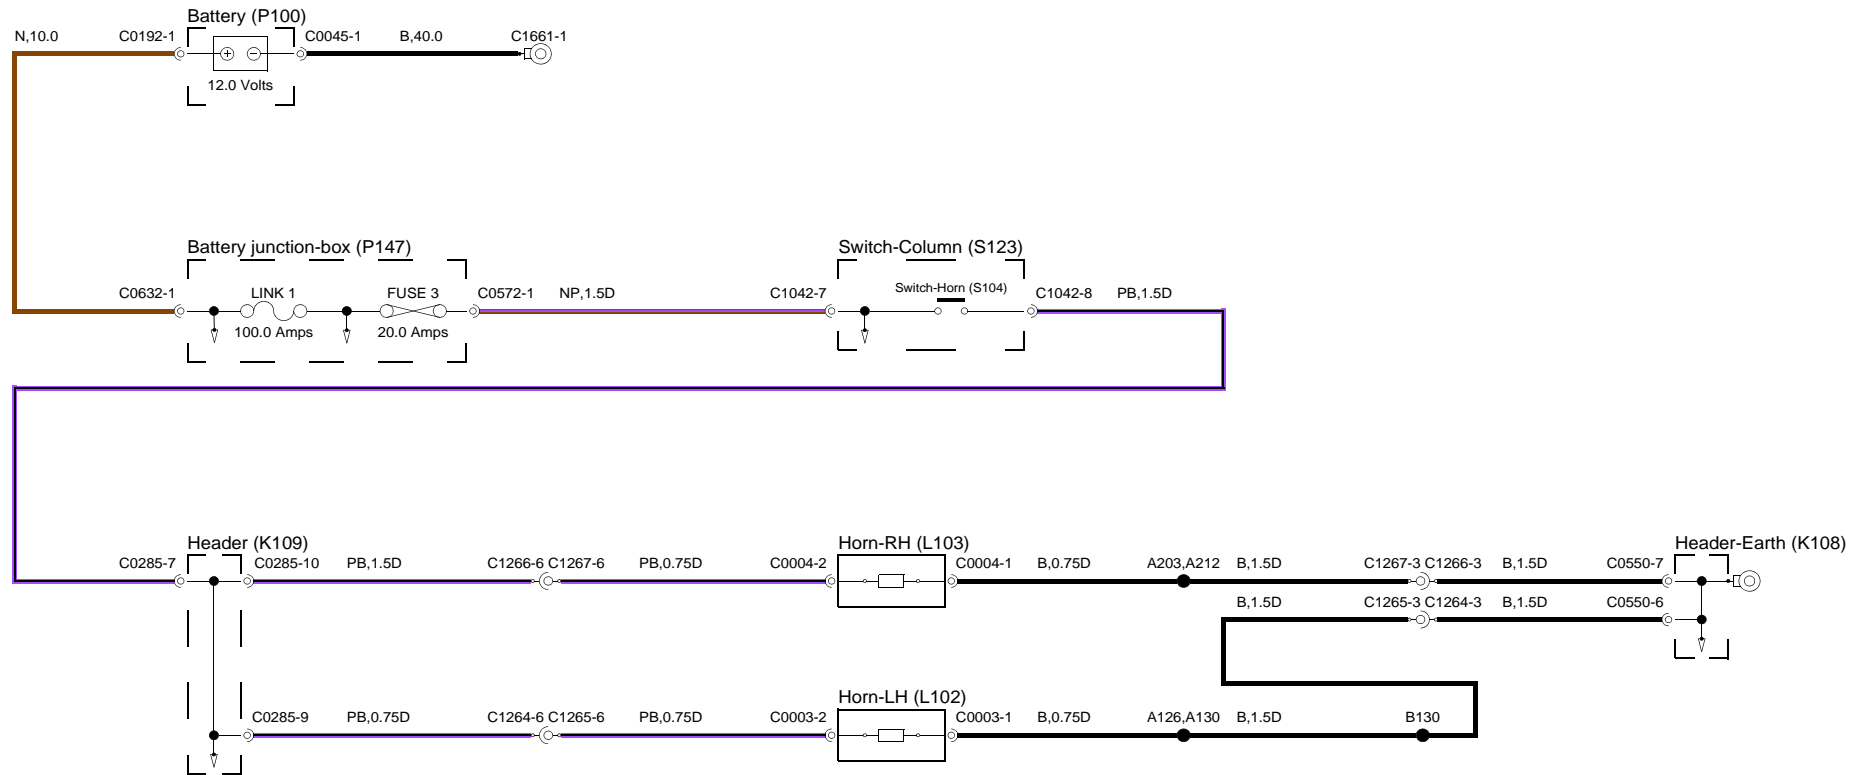 Battery (P100)
N,10.0 C0192-1 C0045-1 B,40.0 C1661-1
12.0 Volts
Battery junction-box (P147) Switch-Column (S123)
C0632-1 LINK 1 FUSE 3 C0572-1 NP,1.5D C1042-7 Switch-Horn (S104) C1042-8 PB,1.5D
100.0 Amps 20.0 Amps
Header (K109) Horn-RH (L103) Header-Earth (K108)
C0285-7 C0285-10 PB,1.5D C1266-6 C1267-6 PB,0.75D C0004-2 C0004-1 B,0.75D A203,A212 B,1.5D C1267-3 C1266-3 B,1.5D C0550-7
B,1.5D C1265-3 C1264-3 B,1.5D C0550-6
Horn-LH (L102)
C0285-9 PB,0.75D C1264-6 C1265-6 PB,0.75D C0003-2 C0003-1 B,0.75D A126,A130 B,1.5D B130